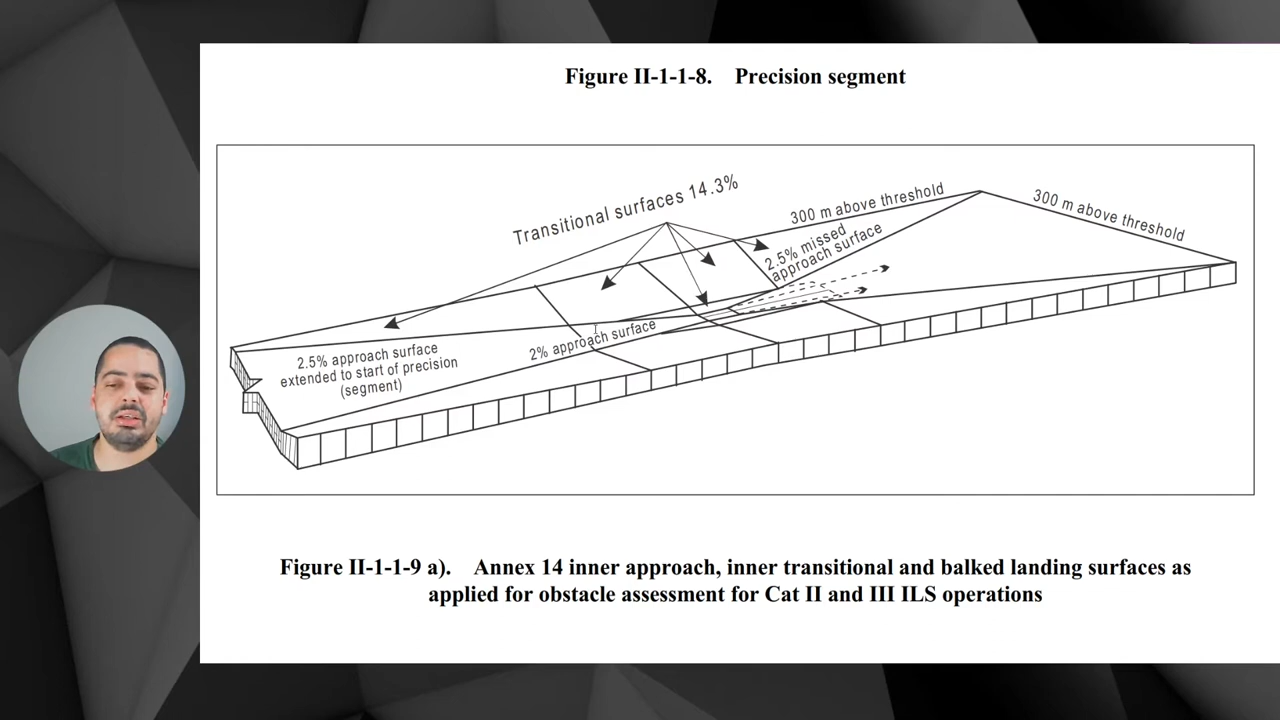 Figure II-1-1-8. Precision segment
Transitional surfaces 14.3%
300 m above threshold
300 m above threshold
2.5% missed
approach surface
2% approach surface
2.5% approach surface
extended to start of precision
(segment)
Figure II-1-1-9 a). Annex 14 inner approach, inner transitional and balked landing surfaces as
applied for obstacle assessment for Cat II and III ILS operations